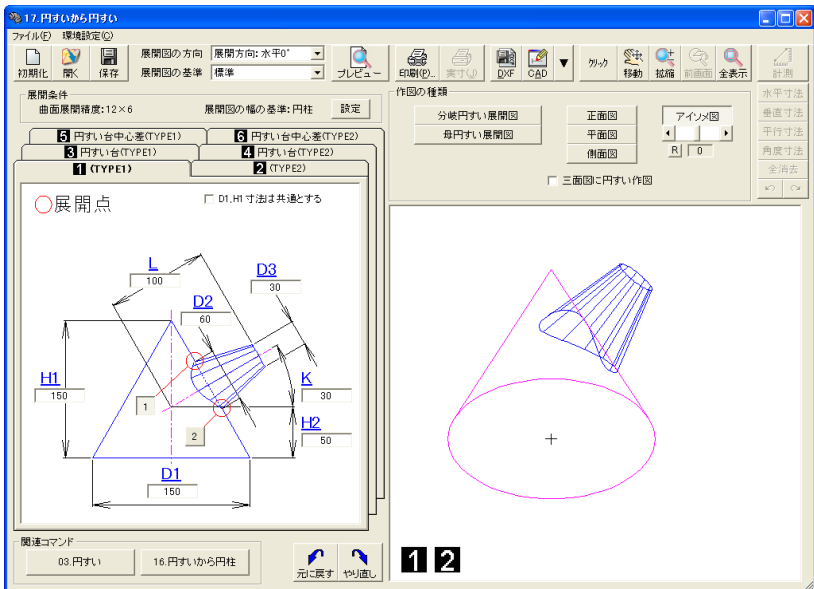 17.円すいから円すい
ファイル(F) 環境設定(C)
初期化 開く 保存
展開図の方向 展開方向:水平0°
展開図の基準 標準
プレビュー 印刷(P).. 実寸(J) DXF CAD クリック 移動 拡縮 前画面 全表示 計測
展開条件
曲面展開精度:12×6 展開図の幅の基準:円柱 設定
5 円すい台中心差(TYPE1) 6 円すい台中心差(TYPE2)
3 円すい台(TYPE1) 4 円すい台(TYPE2)
1 (TYPE1) 2 (TYPE2)
○展開点
D1,H1 寸法は共通とする
L
100
D3
30
D2
60
H1
150
K
30
1
H2
50
2
D1
150
関連コマンド
03.円すい 16.円すいから円柱
元に戻す やり直し
作図の種類
分岐円すい展開図 正面図 アイソメ図
母円すい展開図 平面図
側面図 R 0
三面図に円すい作図
水平寸法
垂直寸法
平行寸法
角度寸法
全消去
1 2